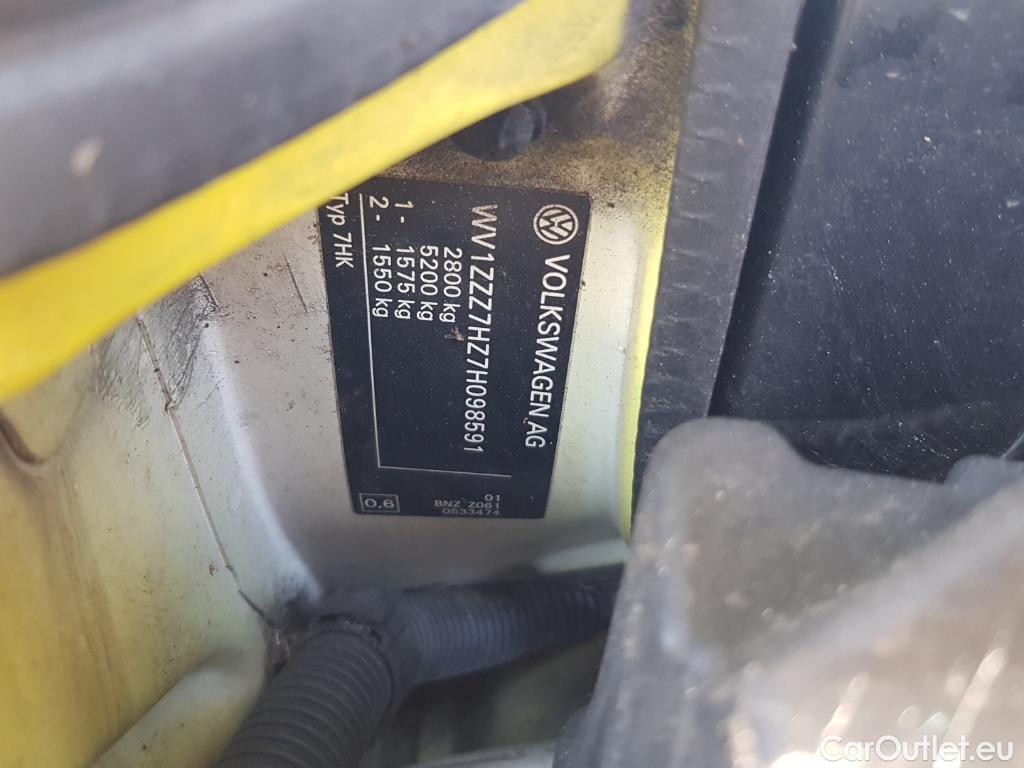 VOLKSWAGEN AG
WV1ZZZ7HZ7H098591
2800 kg
5200 kg
1 - 1575 kg
2 - 1550 kg
Typ 7HK
01
BNZ Z061
0533474
0.6
CarOutlet.eu